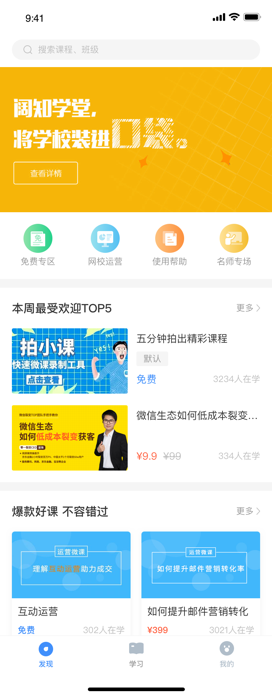 9:41
搜索课程、班级
阔知学堂，
将学校装进口袋。
查看详情
免费专区
网校运营
使用帮助
名师专场
本周最受欢迎TOP5
更多
拍小课
快速微课录制工具
点击查看
YES!
五分钟拍出精彩课程
默认
免费
3234人在学
微信生态
如何低成本裂变获客
微信生态如何低成本裂变…
¥9.9
¥99
334人在学
爆款好课 不容错过
更多
运营微课
理解
助力成交
互动运营
免费
302人在学
运营微课
如何提升邮件营销转化率
如何提升邮件营销转化
¥399
3021人在学
发现
学习
我的